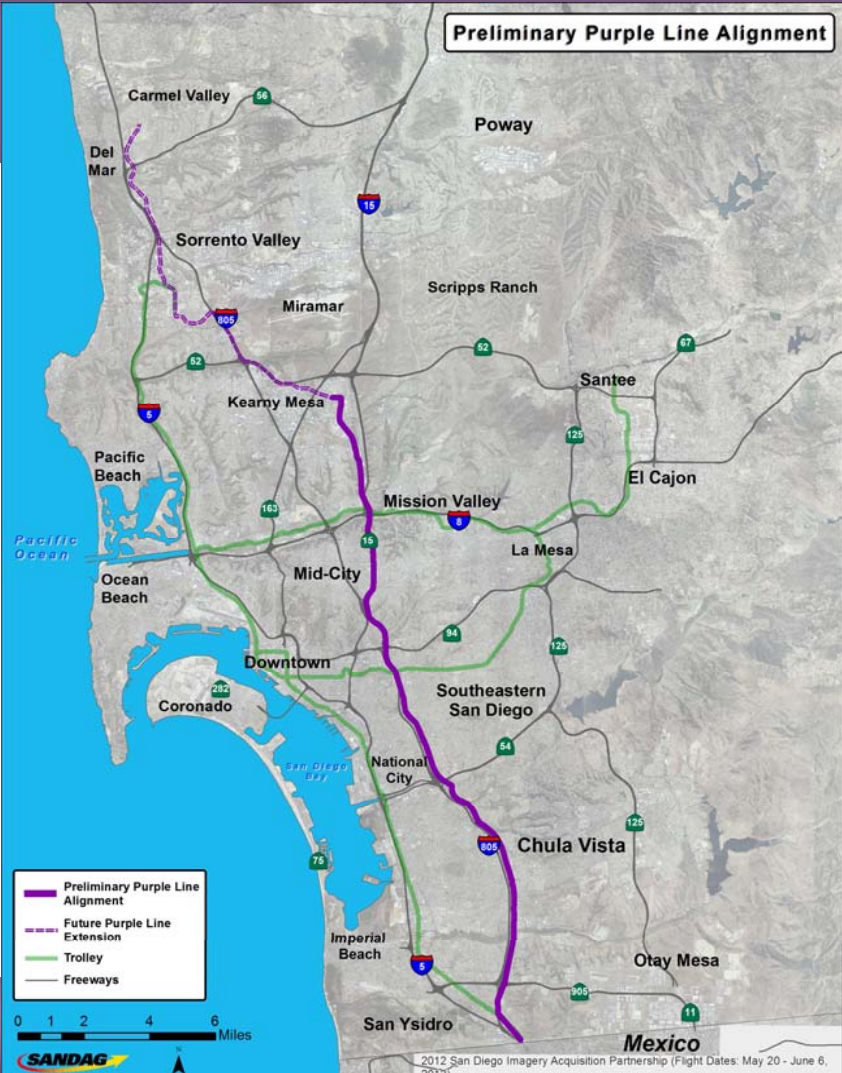 Preliminary Purple Line Alignment
Carmel Valley
56
Poway
Del
Mar
15
Sorrento Valley
Scripps Ranch
Miramar
805
52
52
67
Santee
Kearny Mesa
5
125
Pacific
Beach
El Cajon
Mission Valley
163
8
Pacific
Ocean
15
La Mesa
Ocean
Beach
Mid-City
94
125
Downtown
282
Coronado
Southeastern
San Diego
54
San Diego
Bay
National
City
125
805
Chula Vista
75
Preliminary Purple Line
Alignment
Future Purple Line
Extension
Trolley
Freeways
Imperial
Beach
5
Otay Mesa
905
11
San Ysidro
0 1 2 4 6
Miles
Mexico
SANDAG
N
2012 San Diego Imagery Acquisition Partnership (Flight Dates: May 20 - June 6,